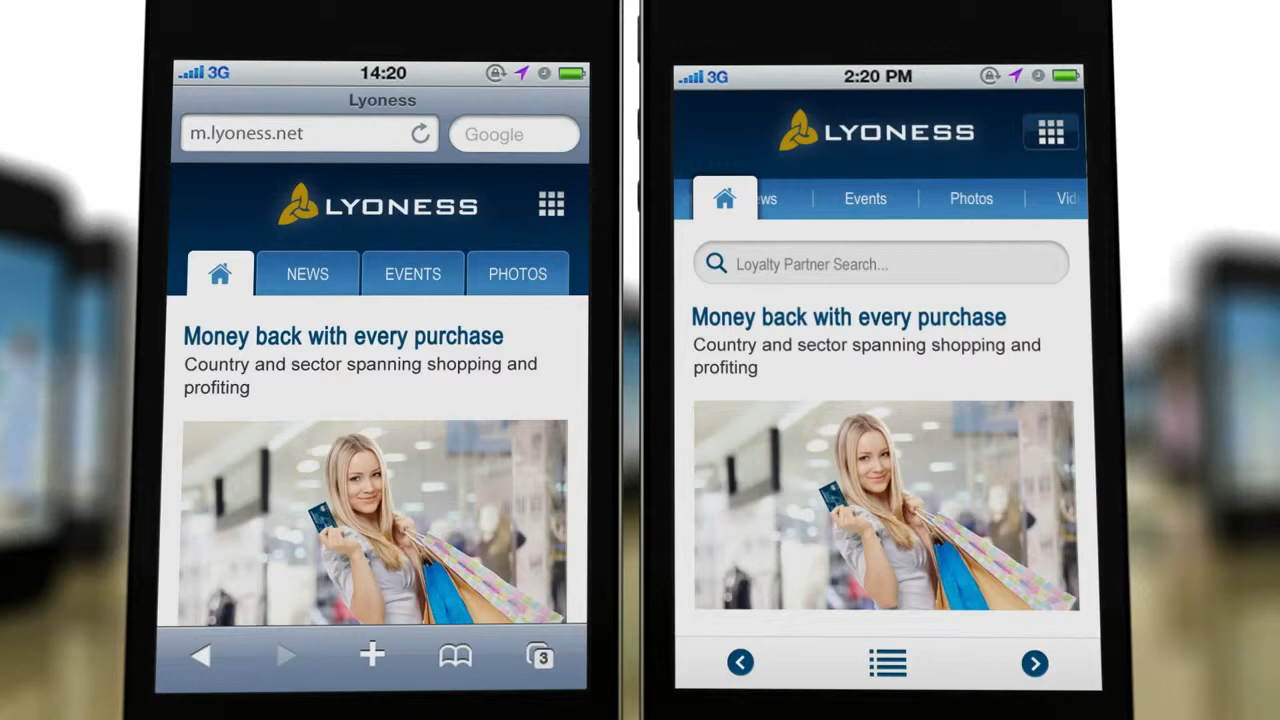 3G 14:20
Lyoness
m.lyoness.net Google
LYONESS
NEWS EVENTS PHOTOS
Money back with every purchase
Country and sector spanning shopping and
profiting
3
3G 2:20 PM
LYONESS
ews Events Photos Vid
Loyalty Partner Search...
Money back with every purchase
Country and sector spanning shopping and
profiting